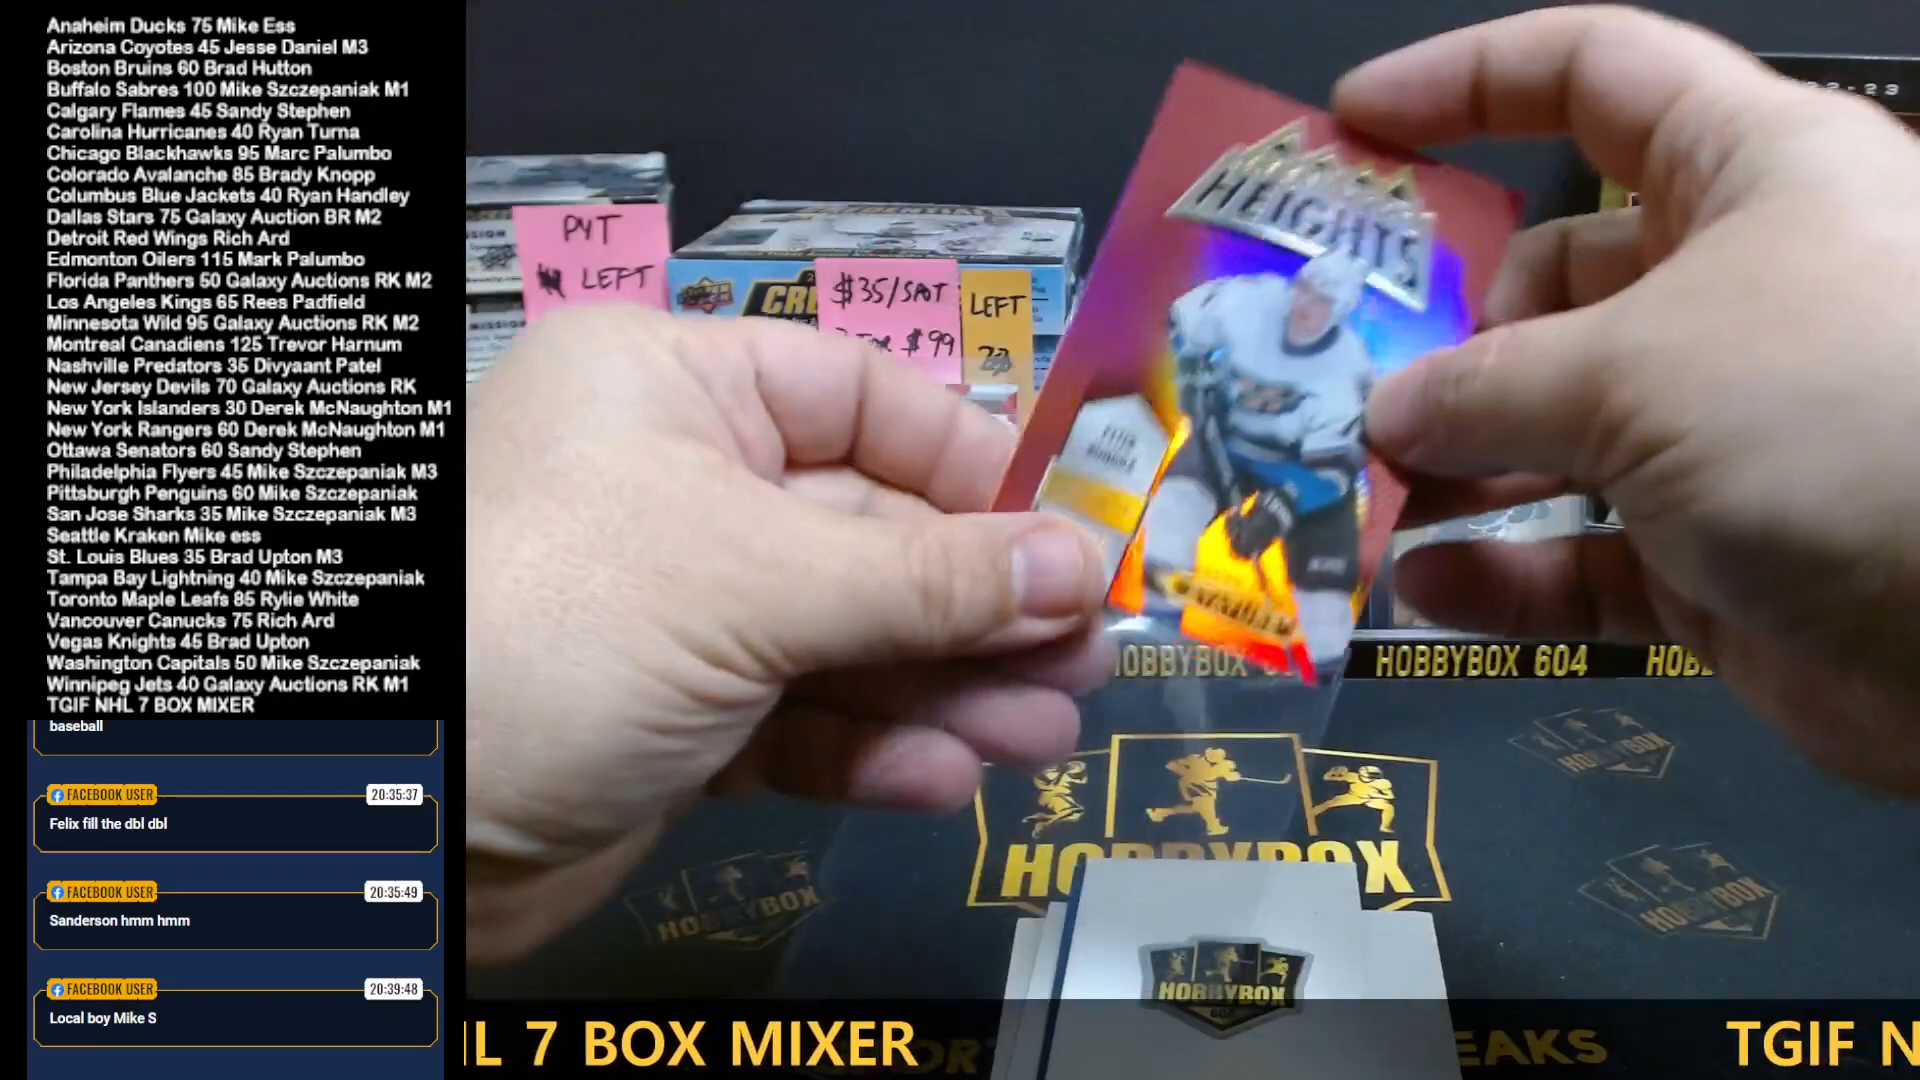 Anaheim Ducks 75 Mike Ess
Arizona Coyotes 45 Jesse Daniel M3
Boston Bruins 60 Brad Hutton
Buffalo Sabres 100 Mike Szczepaniak M1
Calgary Flames 45 Sandy Stephen
Carolina Hurricanes 40 Ryan Turna
Chicago Blackhawks 95 Marc Palumbo
Colorado Avalanche 85 Brady Knopp
Columbus Blue Jackets 40 Ryan Handley
Dallas Stars 75 Galaxy Auction BR M2
Detroit Red Wings Rich Ard
Edmonton Oilers 115 Mark Palumbo
Florida Panthers 50 Galaxy Auctions RK M2
Los Angeles Kings 65 Rees Padfield
Minnesota Wild 95 Galaxy Auctions RK M2
Montreal Canadiens 125 Trevor Harnum
Nashville Predators 35 Divyaant Patel
New Jersey Devils 70 Galaxy Auctions RK
New York Islanders 30 Derek McNaughton M1
New York Rangers 60 Derek McNaughton M1
Ottawa Senators 60 Sandy Stephen
Philadelphia Flyers 45 Mike Szczepaniak M3
Pittsburgh Penguins 60 Mike Szczepaniak
San Jose Sharks 35 Mike Szczepaniak M3
Seattle Kraken Mike ess
St. Louis Blues 35 Brad Upton M3
Tampa Bay Lightning 40 Mike Szczepaniak
Toronto Maple Leafs 85 Rylie White
Vancouver Canucks 75 Rich Ard
Vegas Knights 45 Brad Upton
Washington Capitals 50 Mike Szczepaniak
Winnipeg Jets 40 Galaxy Auctions RK M1
TGIF NHL 7 BOX MIXER
baseball
FACEBOOK USER 20:35:37
Felix fill the dbl dbl
FACEBOOK USER 20:35:49
Sanderson hmm hmm
FACEBOOK USER 20:39:48
Local boy Mike S
PYT
LEFT
$35/SPOT
$99
LEFT
HEIGHTS
HOBBYBOX 604
HOBBYBOX
HOBBYBOX
HOBBYBOX
HOBBYBOX
HOBBYBOX
L 7 BOX MIXER
EAKS
TGIF N